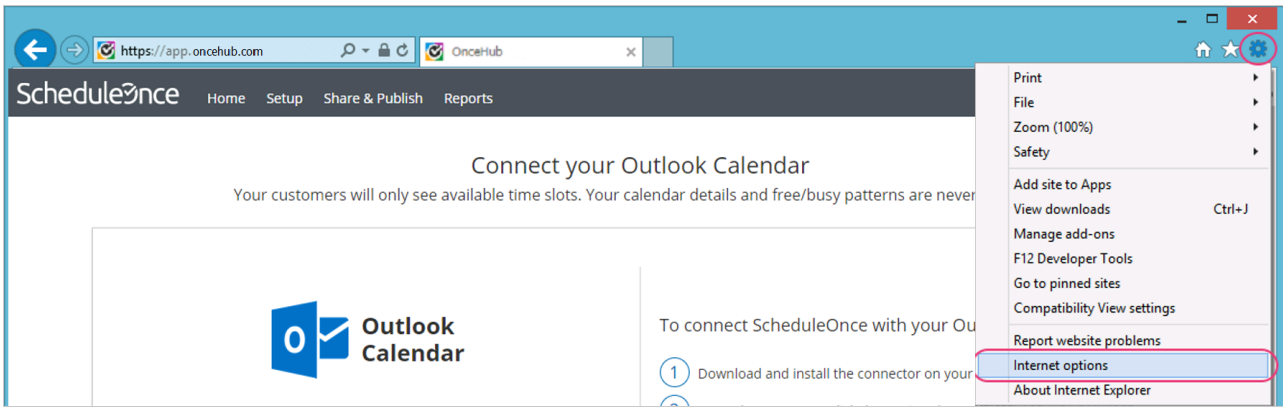 https://app.oncehub.com
OnceHub
ScheduleOnce Home Setup Share & Publish Reports
Connect your Outlook Calendar
Your customers will only see available time slots. Your calendar details and free/busy patterns are never
Outlook
Calendar
To connect ScheduleOnce with your Ou
1 Download and install the connector on your
Print
File
Zoom (100%)
Safety
Add site to Apps
View downloads Ctrl+J
Manage add-ons
F12 Developer Tools
Go to pinned sites
Compatibility View settings
Report website problems
Internet options
About Internet Explorer